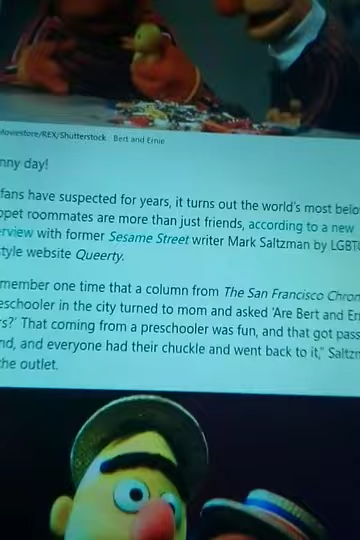 Moviestore/REX/Shutterstock Bert and Ernie
nny day!
fans have suspected for years, it turns out the world's most belo
ppet roommates are more than just friends, according to a new
erview with former Sesame Street writer Mark Saltzman by LGBT
style website Queerty.
member one time that a column from The San Francisco Chron
eschooler in the city turned to mom and asked 'Are Bert and Er
rs?' That coming from a preschooler was fun, and that got pass
nd, and everyone had their chuckle and went back to it," Saltz
the outlet.